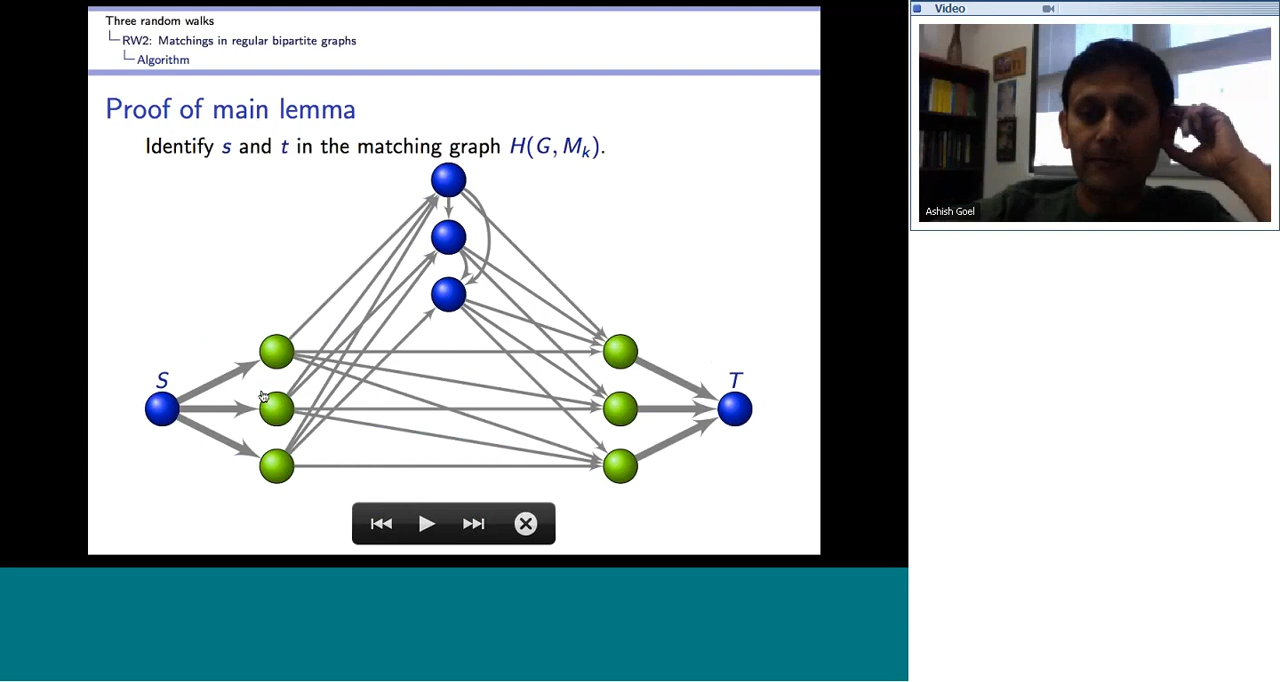 Three random walks
RW2: Matchings in regular bipartite graphs
Algorithm
Proof of main lemma
Identify s and t in the matching graph H(G, Mk).
S
T
Video
Ashish Goel